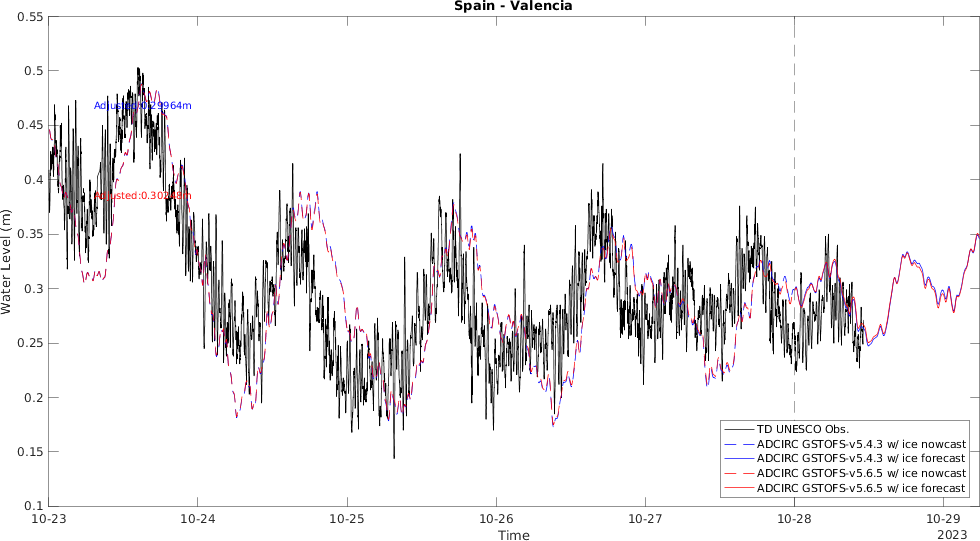 Spain - Valencia
0.55
0.5
0.45
0.4
0.35
0.3
0.25
0.2
0.15
0.1
Water Level (m)
Adjusted:0.29964m
TD UNESCO Obs.
ADCIRC GSTOFS-v5.4.3 w/ ice nowcast
ADCIRC GSTOFS-v5.4.3 w/ ice forecast
ADCIRC GSTOFS-v5.6.5 w/ ice nowcast
ADCIRC GSTOFS-v5.6.5 w/ ice forecast
10-23
10-24
10-25
10-26
10-27
10-28
10-29
Time
2023